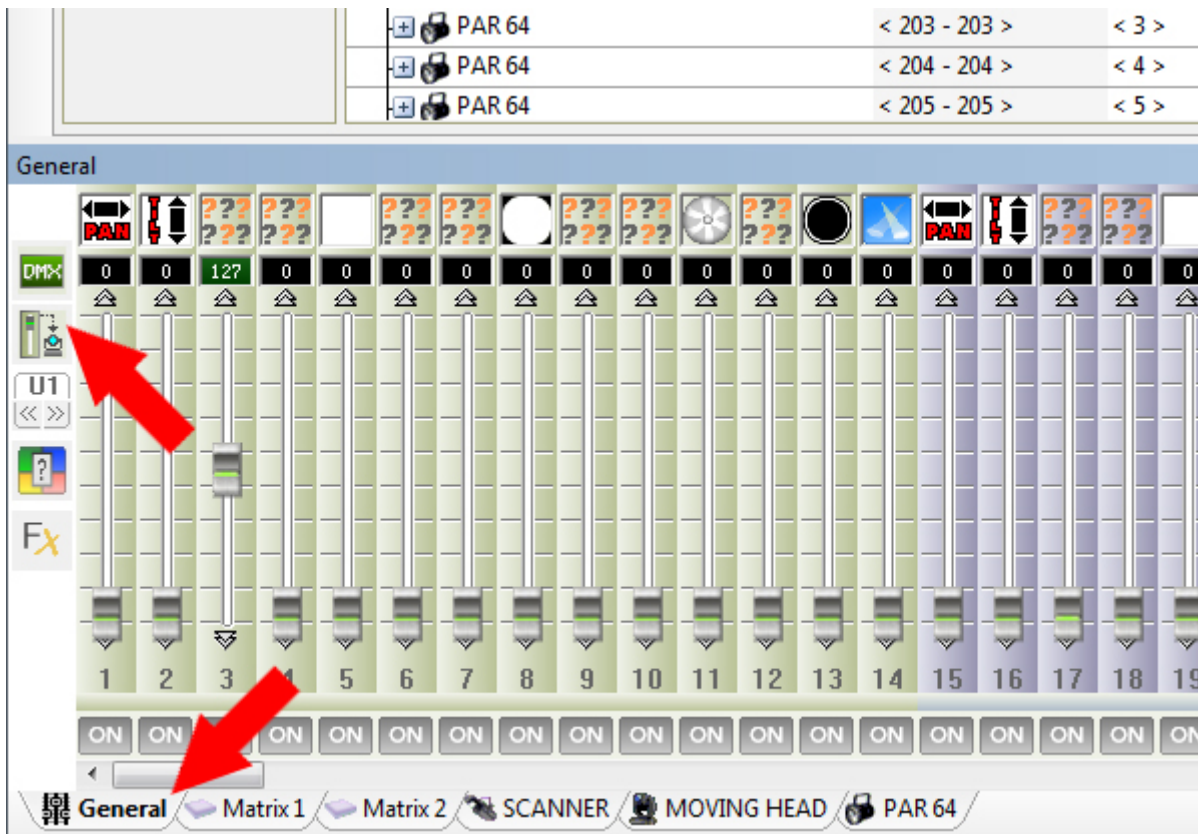 PAR 64 < 203 - 203 > < 3 >
PAR 64 < 204 - 204 > < 4 >
PAR 64 < 205 - 205 > < 5 >
General
PAN TILT ??? ??? ??? ??? ??? ??? ??? PAN TILT ??? ???
??? ??? ??? ??? ??? ??? ??? ??? ???
DMX 0 0 127 0 0 0 0 0 0 0 0 0 0 0 0 0 0 0 0
U1
<< >>
?
Fx
1 2 3 4 5 6 7 8 9 10 11 12 13 14 15 16 17 18 19
ON ON ON ON ON ON ON ON ON ON ON ON ON ON ON ON ON
General Matrix 1 Matrix 2 SCANNER MOVING HEAD PAR 64